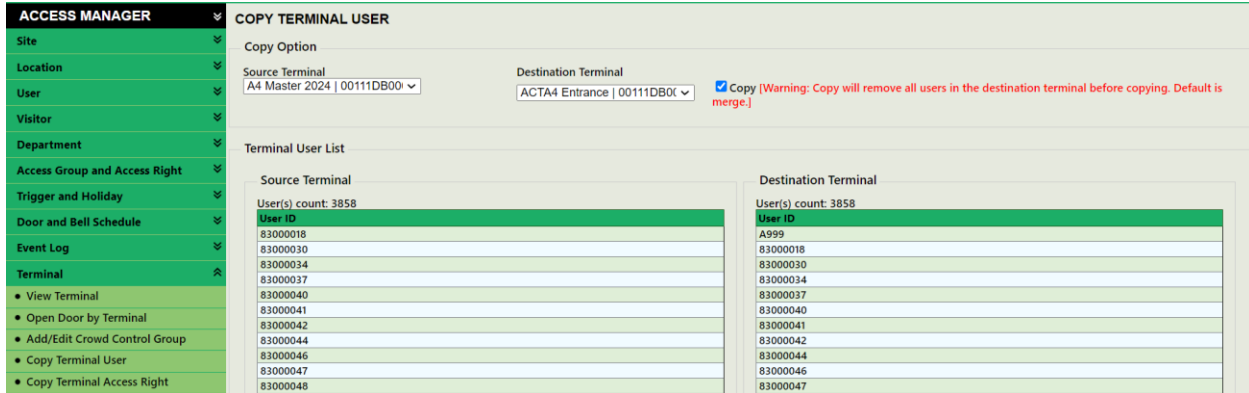 ACCESS MANAGER
Site
Location
User
Visitor
Department
Access Group and Access Right
Trigger and Holiday
Door and Bell Schedule
Event Log
Terminal
View Terminal
Open Door by Terminal
Add/Edit Crowd Control Group
Copy Terminal User
Copy Terminal Access Right
COPY TERMINAL USER
Copy Option
Source Terminal
A4 Master 2024 | 00111DB00
Destination Terminal
ACTA4 Entrance | 00111DB0
Copy [Warning: Copy will remove all users in the destination terminal before copying. Default is
merge.]
Terminal User List
Source Terminal
User(s) count: 3858
User ID
83000018
83000030
83000034
83000037
83000040
83000041
83000042
83000044
83000046
83000047
83000048
Destination Terminal
User(s) count: 3858
User ID
A999
83000018
83000030
83000034
83000037
83000040
83000041
83000042
83000044
83000046
83000047